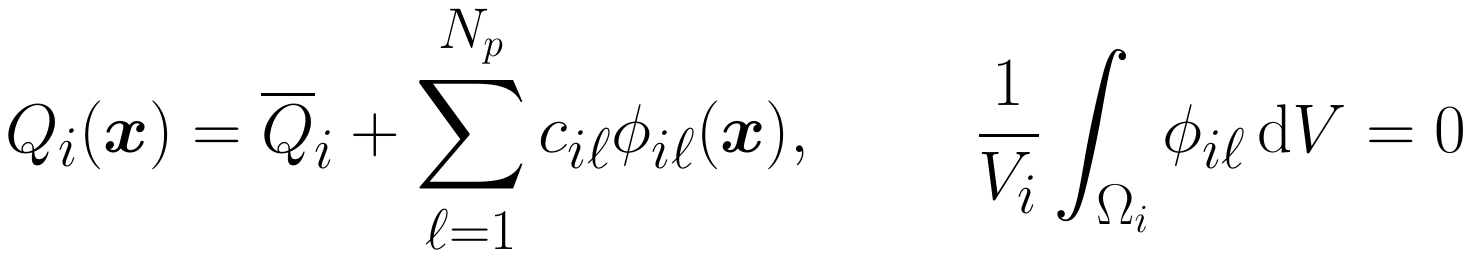 $Q_i(\boldsymbol{x}) = \overline{Q}_i + \sum_{\ell=1}^{N_p} c_{i\ell}\phi_{i\ell}(\boldsymbol{x}), \qquad \frac{1}{V_i}\int_{\Omega_i} \phi_{i\ell}\,\mathrm{d}V = 0$